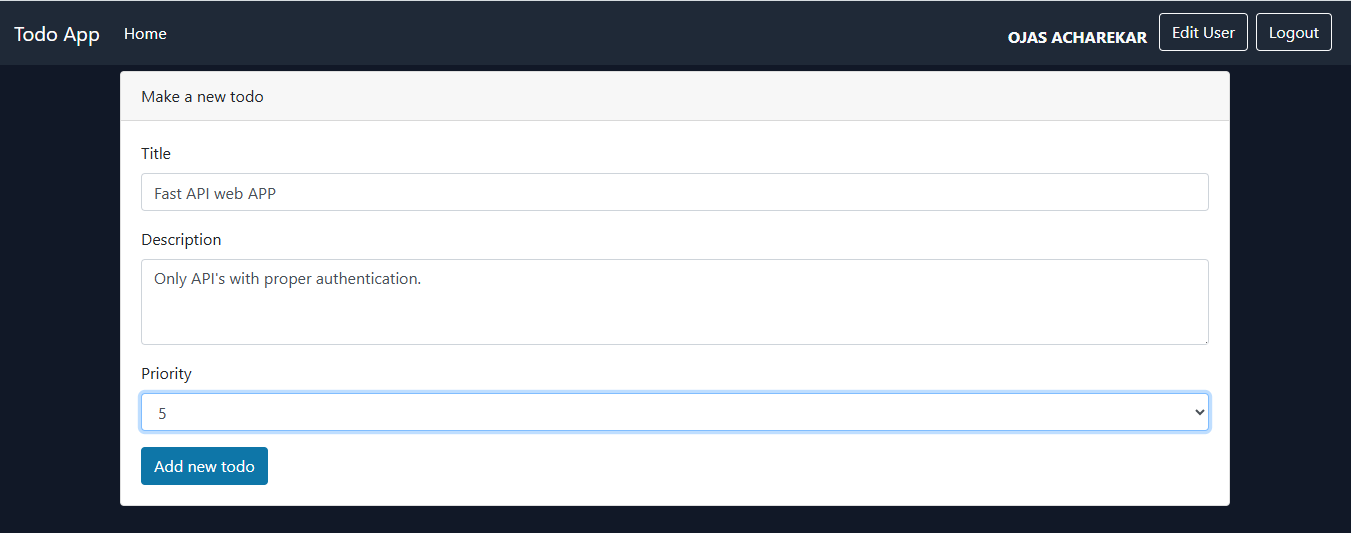 Todo App Home OJAS ACHAREKAR Edit User Logout
Make a new todo
Title
Fast API web APP
Description
Only API's with proper authentication.
Priority
5
Add new todo